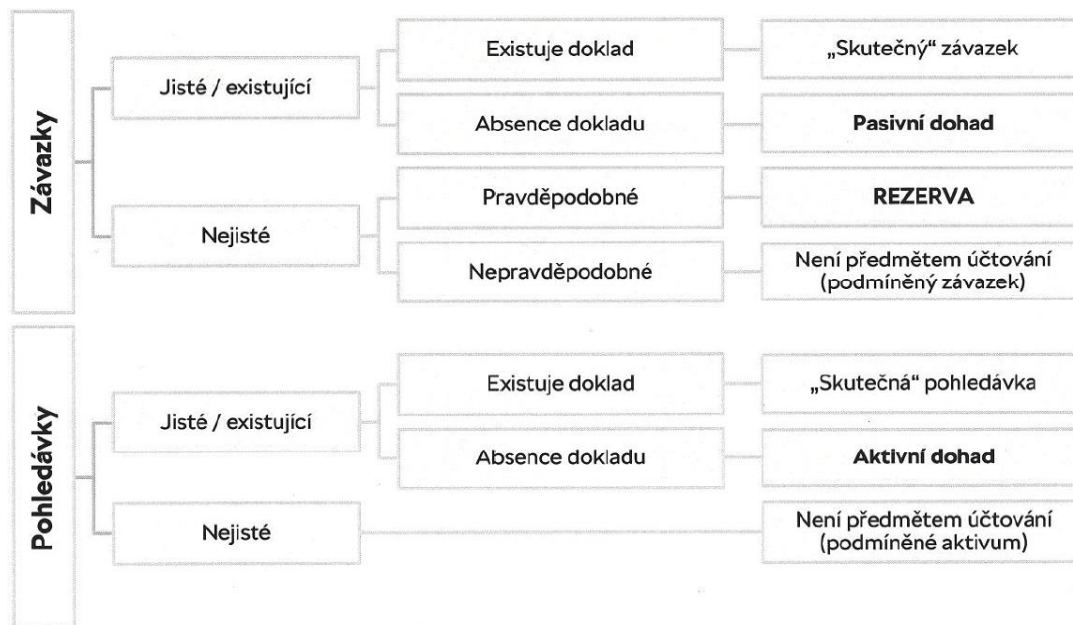 Závazky
Jisté / existující
Existuje doklad
„Skutečný“ závazek
Absence dokladu
Pasivní dohad
Nejisté
Pravděpodobné
REZERVA
Nepravděpodobné
Není předmětem účtování
(podmíněný závazek)
Pohledávky
Jisté / existující
Existuje doklad
„Skutečná“ pohledávka
Absence dokladu
Aktivní dohad
Nejisté
Není předmětem účtování
(podmíněné aktivum)